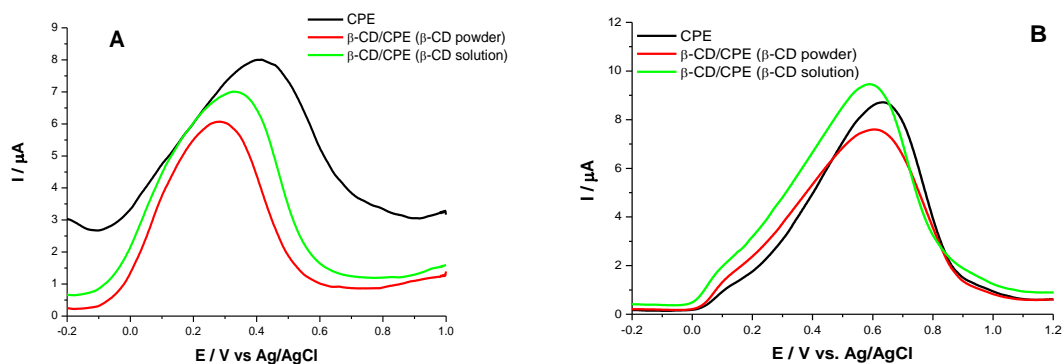 A
CPE
β-CD/CPE (β-CD powder)
β-CD/CPE (β-CD solution)
9
8
7
6
5
4
3
2
1
0
I / μA
-0.2 0.0 0.2 0.4 0.6 0.8 1.0
E / V vs Ag/AgCl
B
CPE
β-CD/CPE (β-CD powder)
β-CD/CPE (β-CD solution)
12
10
8
6
4
2
0
I / μA
-0.2 0.0 0.2 0.4 0.6 0.8 1.0 1.2
E / V vs. Ag/AgCl